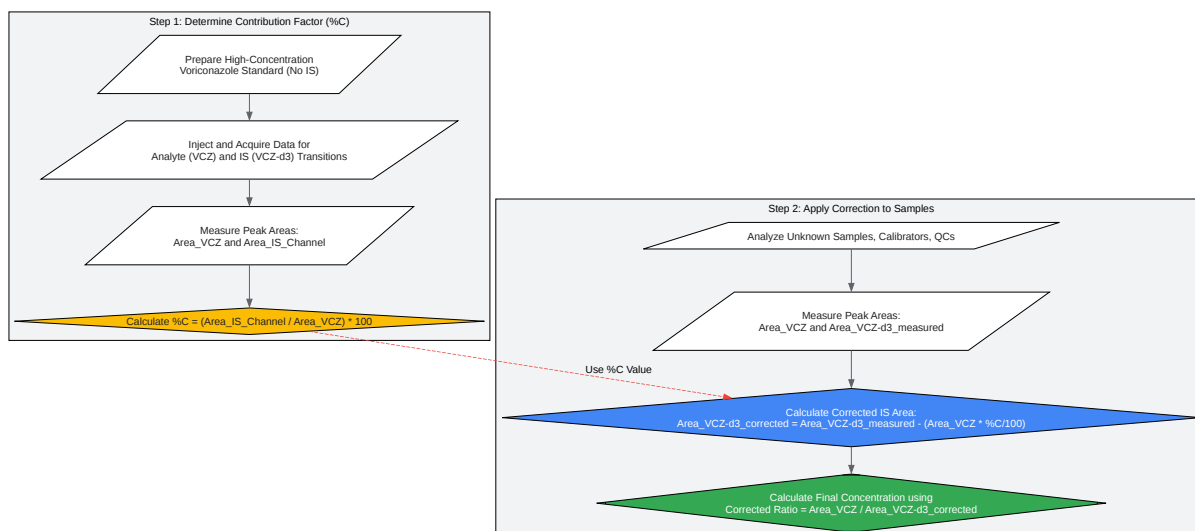 Step 1: Determine Contribution Factor (%C)
Prepare High-Concentration
Voriconazole Standard (No IS)
Inject and Acquire Data for
Analyte (VCZ) and IS (VCZ-d3) Transitions
Measure Peak Areas:
Area_VCZ and Area_IS_Channel
Calculate %C = (Area_IS_Channel / Area_VCZ) * 100
Use %C Value
Step 2: Apply Correction to Samples
Analyze Unknown Samples, Calibrators, QCs
Measure Peak Areas:
Area_VCZ and Area_VCZ-d3_measured
Calculate Corrected IS Area:
Area_VCZ-d3_corrected = Area_VCZ-d3_measured - (Area_VCZ * %C/100)
Calculate Final Concentration using
Corrected Ratio = Area_VCZ / Area_VCZ-d3_corrected